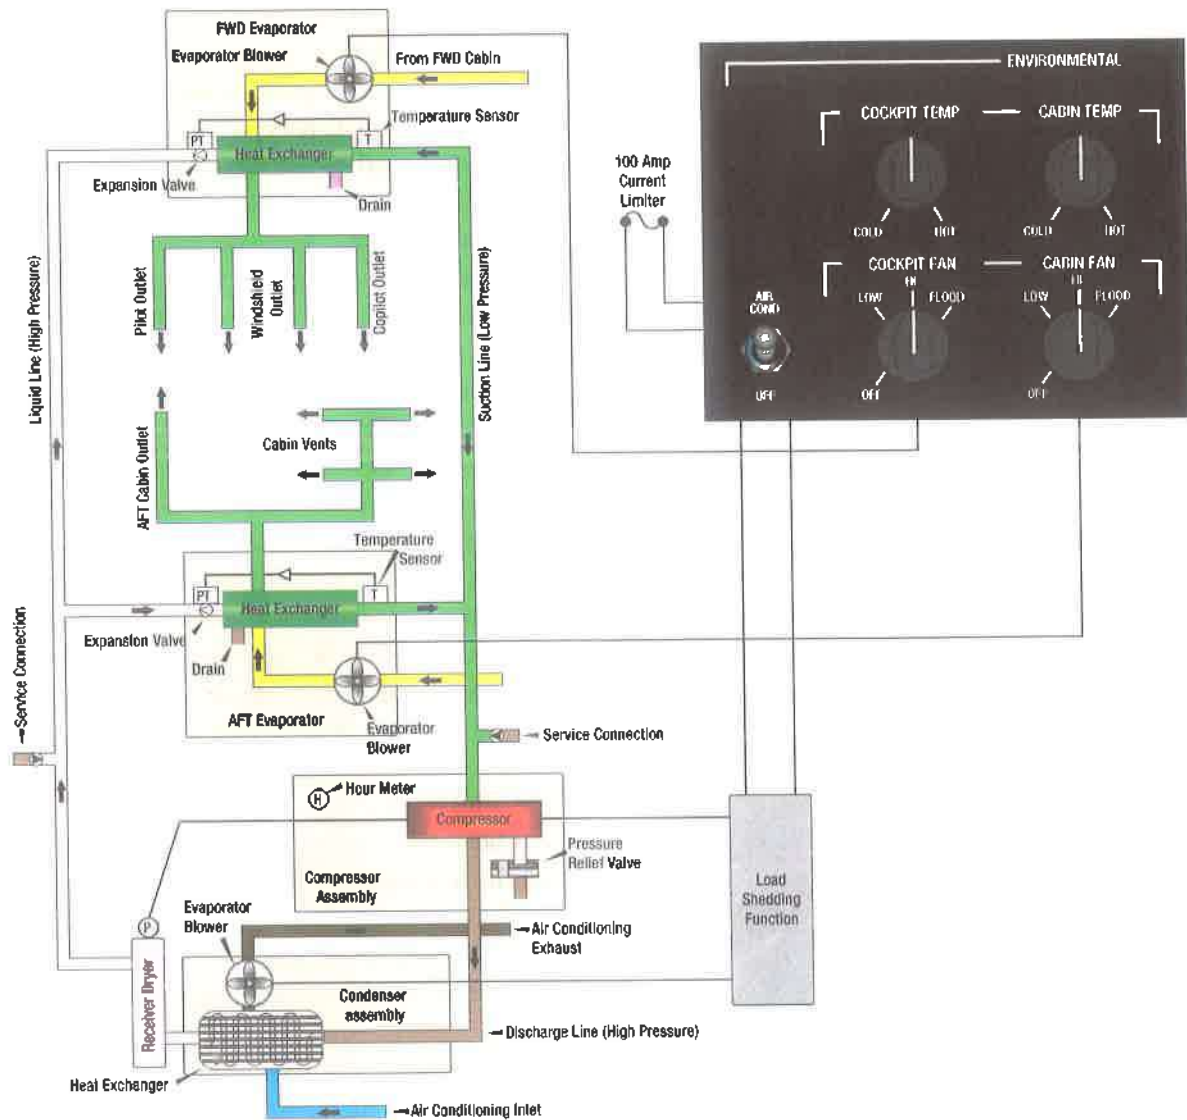 FWD Evaporator
Evaporator Blower
From FWD Cabin
Temperature Sensor
PT
T
Heat Exchanger
Expansion Valve
Drain
Liquid Line (High Pressure)
Pilot Outlet
Windshield
Outlet
Copilot Outlet
Suction Line (Low Pressure)
AFT Cabin Outlet
Cabin Vents
Temperature
Sensor
PT
T
Heat Exchanger
Expansion Valve
Drain
AFT Evaporator
Evaporator
Blower
Service Connection
Service Connection
H
Hour Meter
Compressor
Pressure
Relief Valve
Compressor
Assembly
Evaporator
Blower
Air Conditioning
Exhaust
P
Receiver Dryer
Condenser
assembly
Discharge Line (High Pressure)
Heat Exchanger
Air Conditioning Inlet
100 Amp
Current
Limiter
ENVIRONMENTAL
COCKPIT TEMP
CABIN TEMP
COLD
HOT
COLD
HOT
COCKPIT FAN
CABIN FAN
LOW
HI
FLOOD
LOW
HI
FLOOD
OFF
OFF
AIR
COND
OFF
Load
Shedding
Function